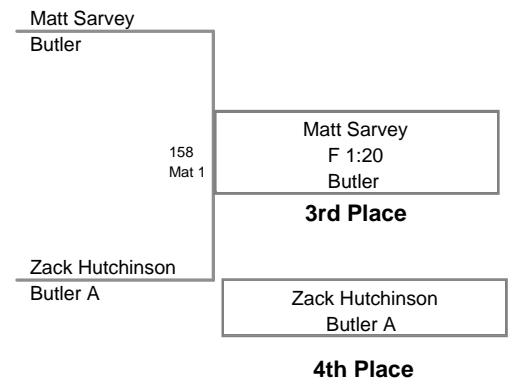 Matt Sarvey
Butler
158
Mat 1
Matt Sarvey
F 1:20
Butler
3rd Place
Zack Hutchinson
Butler A
Zack Hutchinson
Butler A
4th Place